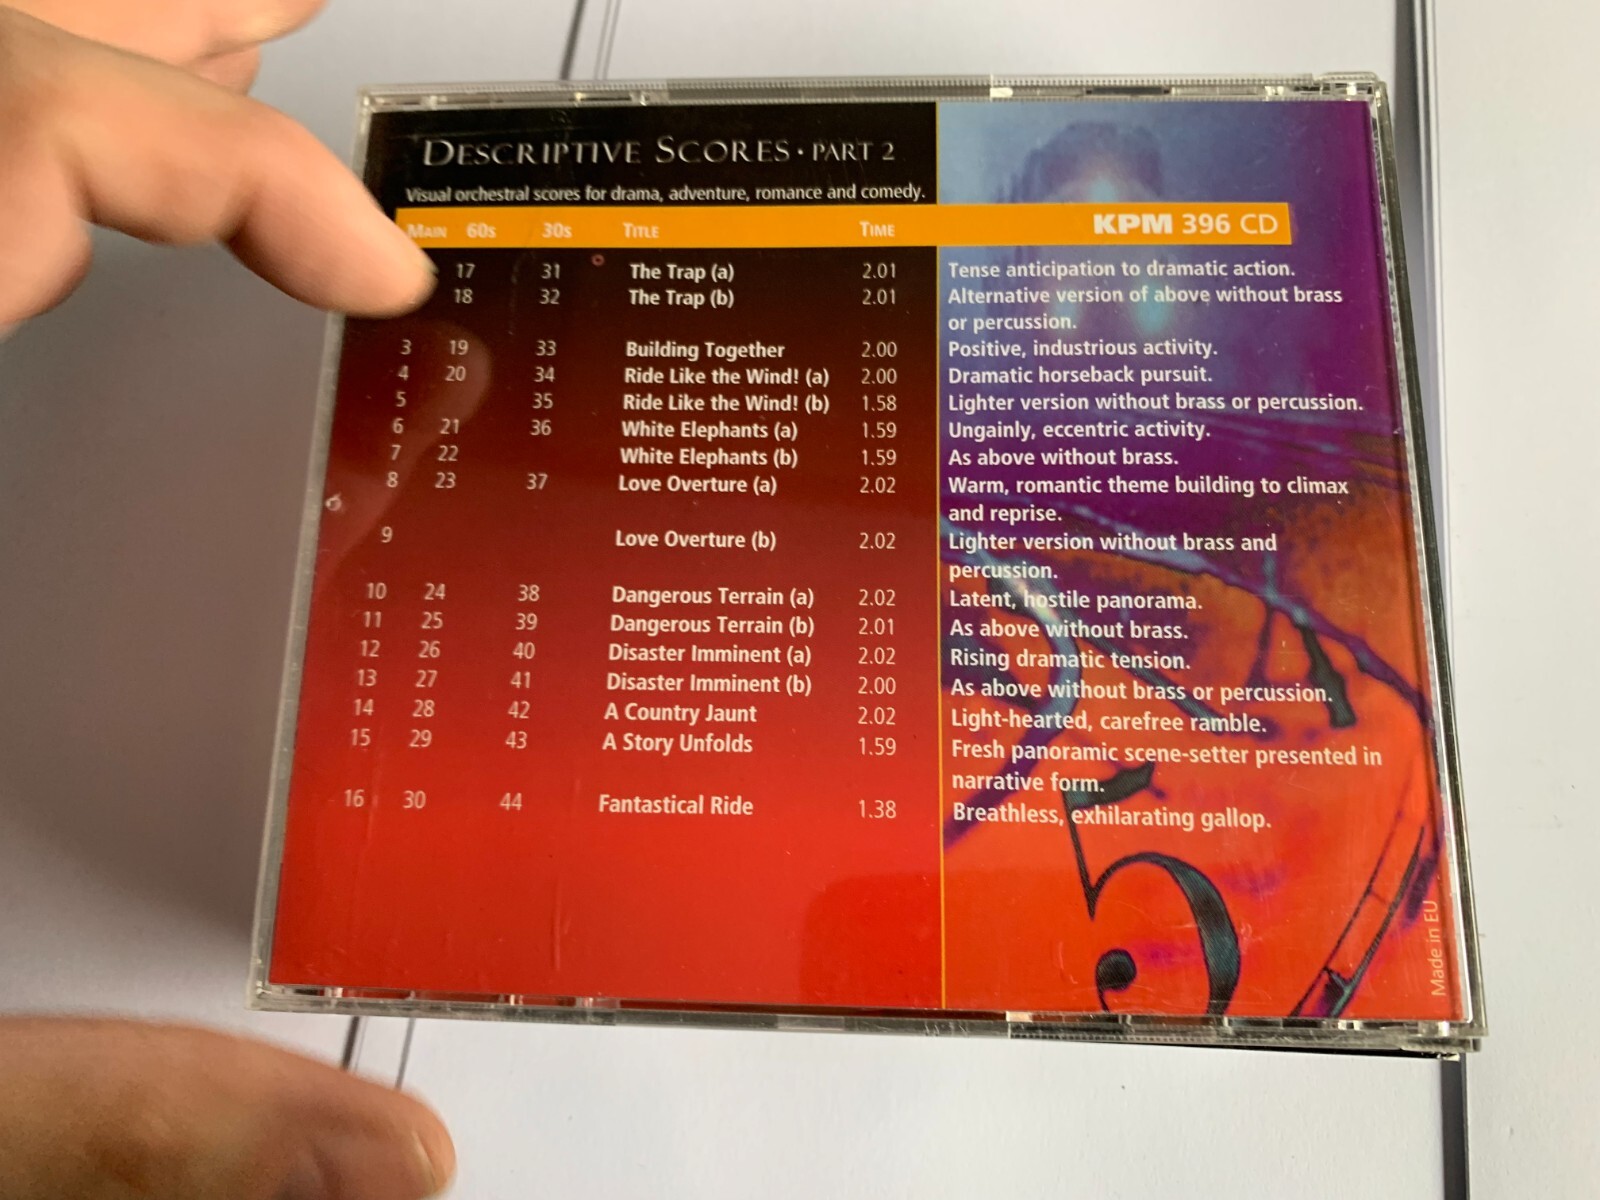 DESCRIPTIVE SCORES • PART 2
Visual orchestral scores for drama, adventure, romance and comedy.
MAIN 60s 30s TITLE TIME KPM 396 CD
17 31 The Trap (a) 2.01 Tense anticipation to dramatic action.
18 32 The Trap (b) 2.01 Alternative version of above without brass
or percussion.
3 19 33 Building Together 2.00 Positive, industrious activity.
4 20 34 Ride Like the Wind! (a) 2.00 Dramatic horseback pursuit.
5 35 Ride Like the Wind! (b) 1.58 Lighter version without brass or percussion.
6 21 36 White Elephants (a) 1.59 Ungainly, eccentric activity.
7 22 White Elephants (b) 1.59 As above without brass.
8 23 37 Love Overture (a) 2.02 Warm, romantic theme building to climax
and reprise.
9 Love Overture (b) 2.02 Lighter version without brass and
percussion.
10 24 38 Dangerous Terrain (a) 2.02 Latent, hostile panorama.
11 25 39 Dangerous Terrain (b) 2.01 As above without brass.
12 26 40 Disaster Imminent (a) 2.02 Rising dramatic tension.
13 27 41 Disaster Imminent (b) 2.00 As above without brass or percussion.
14 28 42 A Country Jaunt 2.02 Light-hearted, carefree ramble.
15 29 43 A Story Unfolds 1.59 Fresh panoramic scene-setter presented in
narrative form.
16 30 44 Fantastical Ride 1.38 Breathless, exhilarating gallop.
5
Made in EU